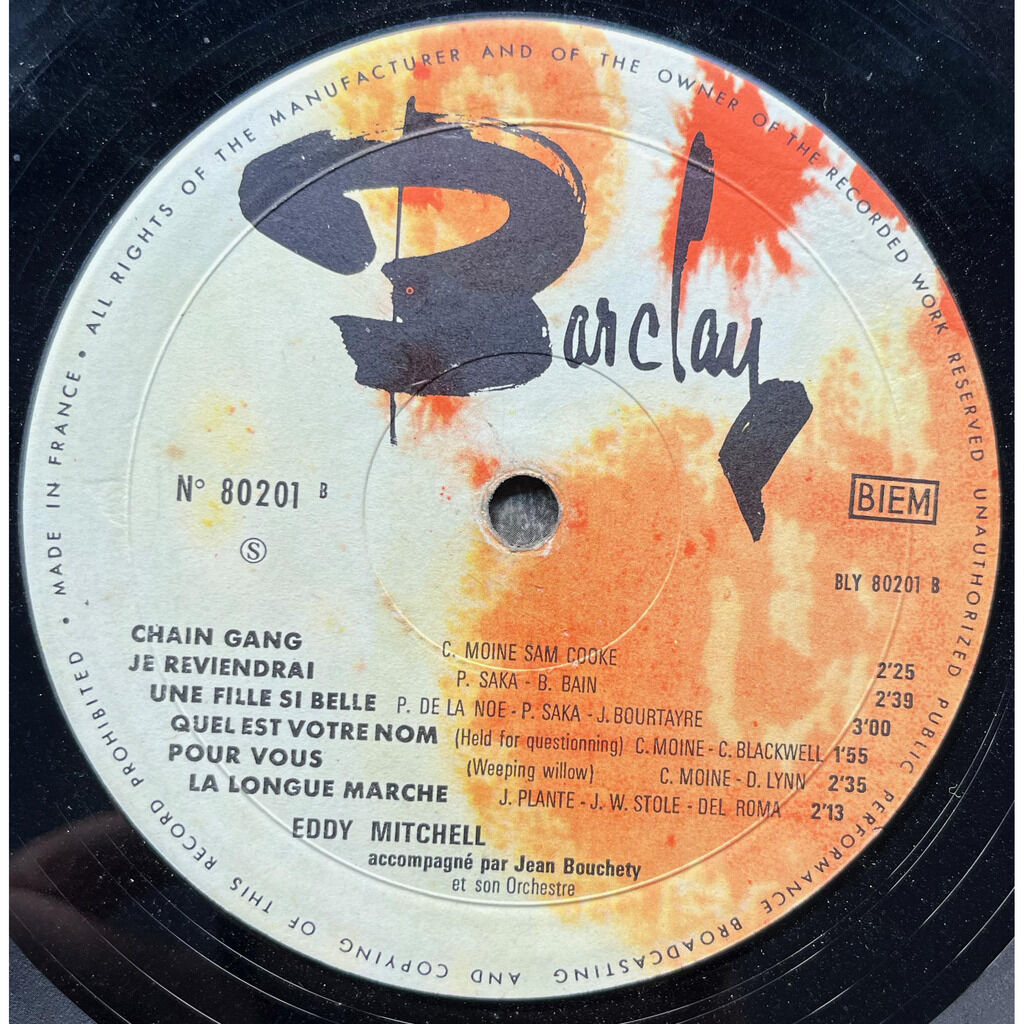 • MADE IN FRANCE • ALL RIGHTS OF THE MANUFACTURER AND OF THE OWNER OF THE RECORDED WORK RESERVED UNAUTHORIZED PUBLIC PERFORMANCE BROADCASTING AND COPYING OF THIS RECORD PROHIBITED
Barclay
N° 80201 B
BIEM
Ⓢ
BLY 80201 B
CHAIN GANG C. MOINE SAM COOKE 2'25
JE REVIENDRAI P. SAKA - B. BAIN 2'39
UNE FILLE SI BELLE P. DE LA NOE - P. SAKA - J. BOURTAYRE 3'00
QUEL EST VOTRE NOM (Held for questionning) C. MOINE - C. BLACKWELL 1'55
POUR VOUS (Weeping willow) C. MOINE - D. LYNN 2'35
LA LONGUE MARCHE J. PLANTE - J. W. STOLE - DEL ROMA 2'13
EDDY MITCHELL
accompagné par Jean Bouchety
et son Orchestre